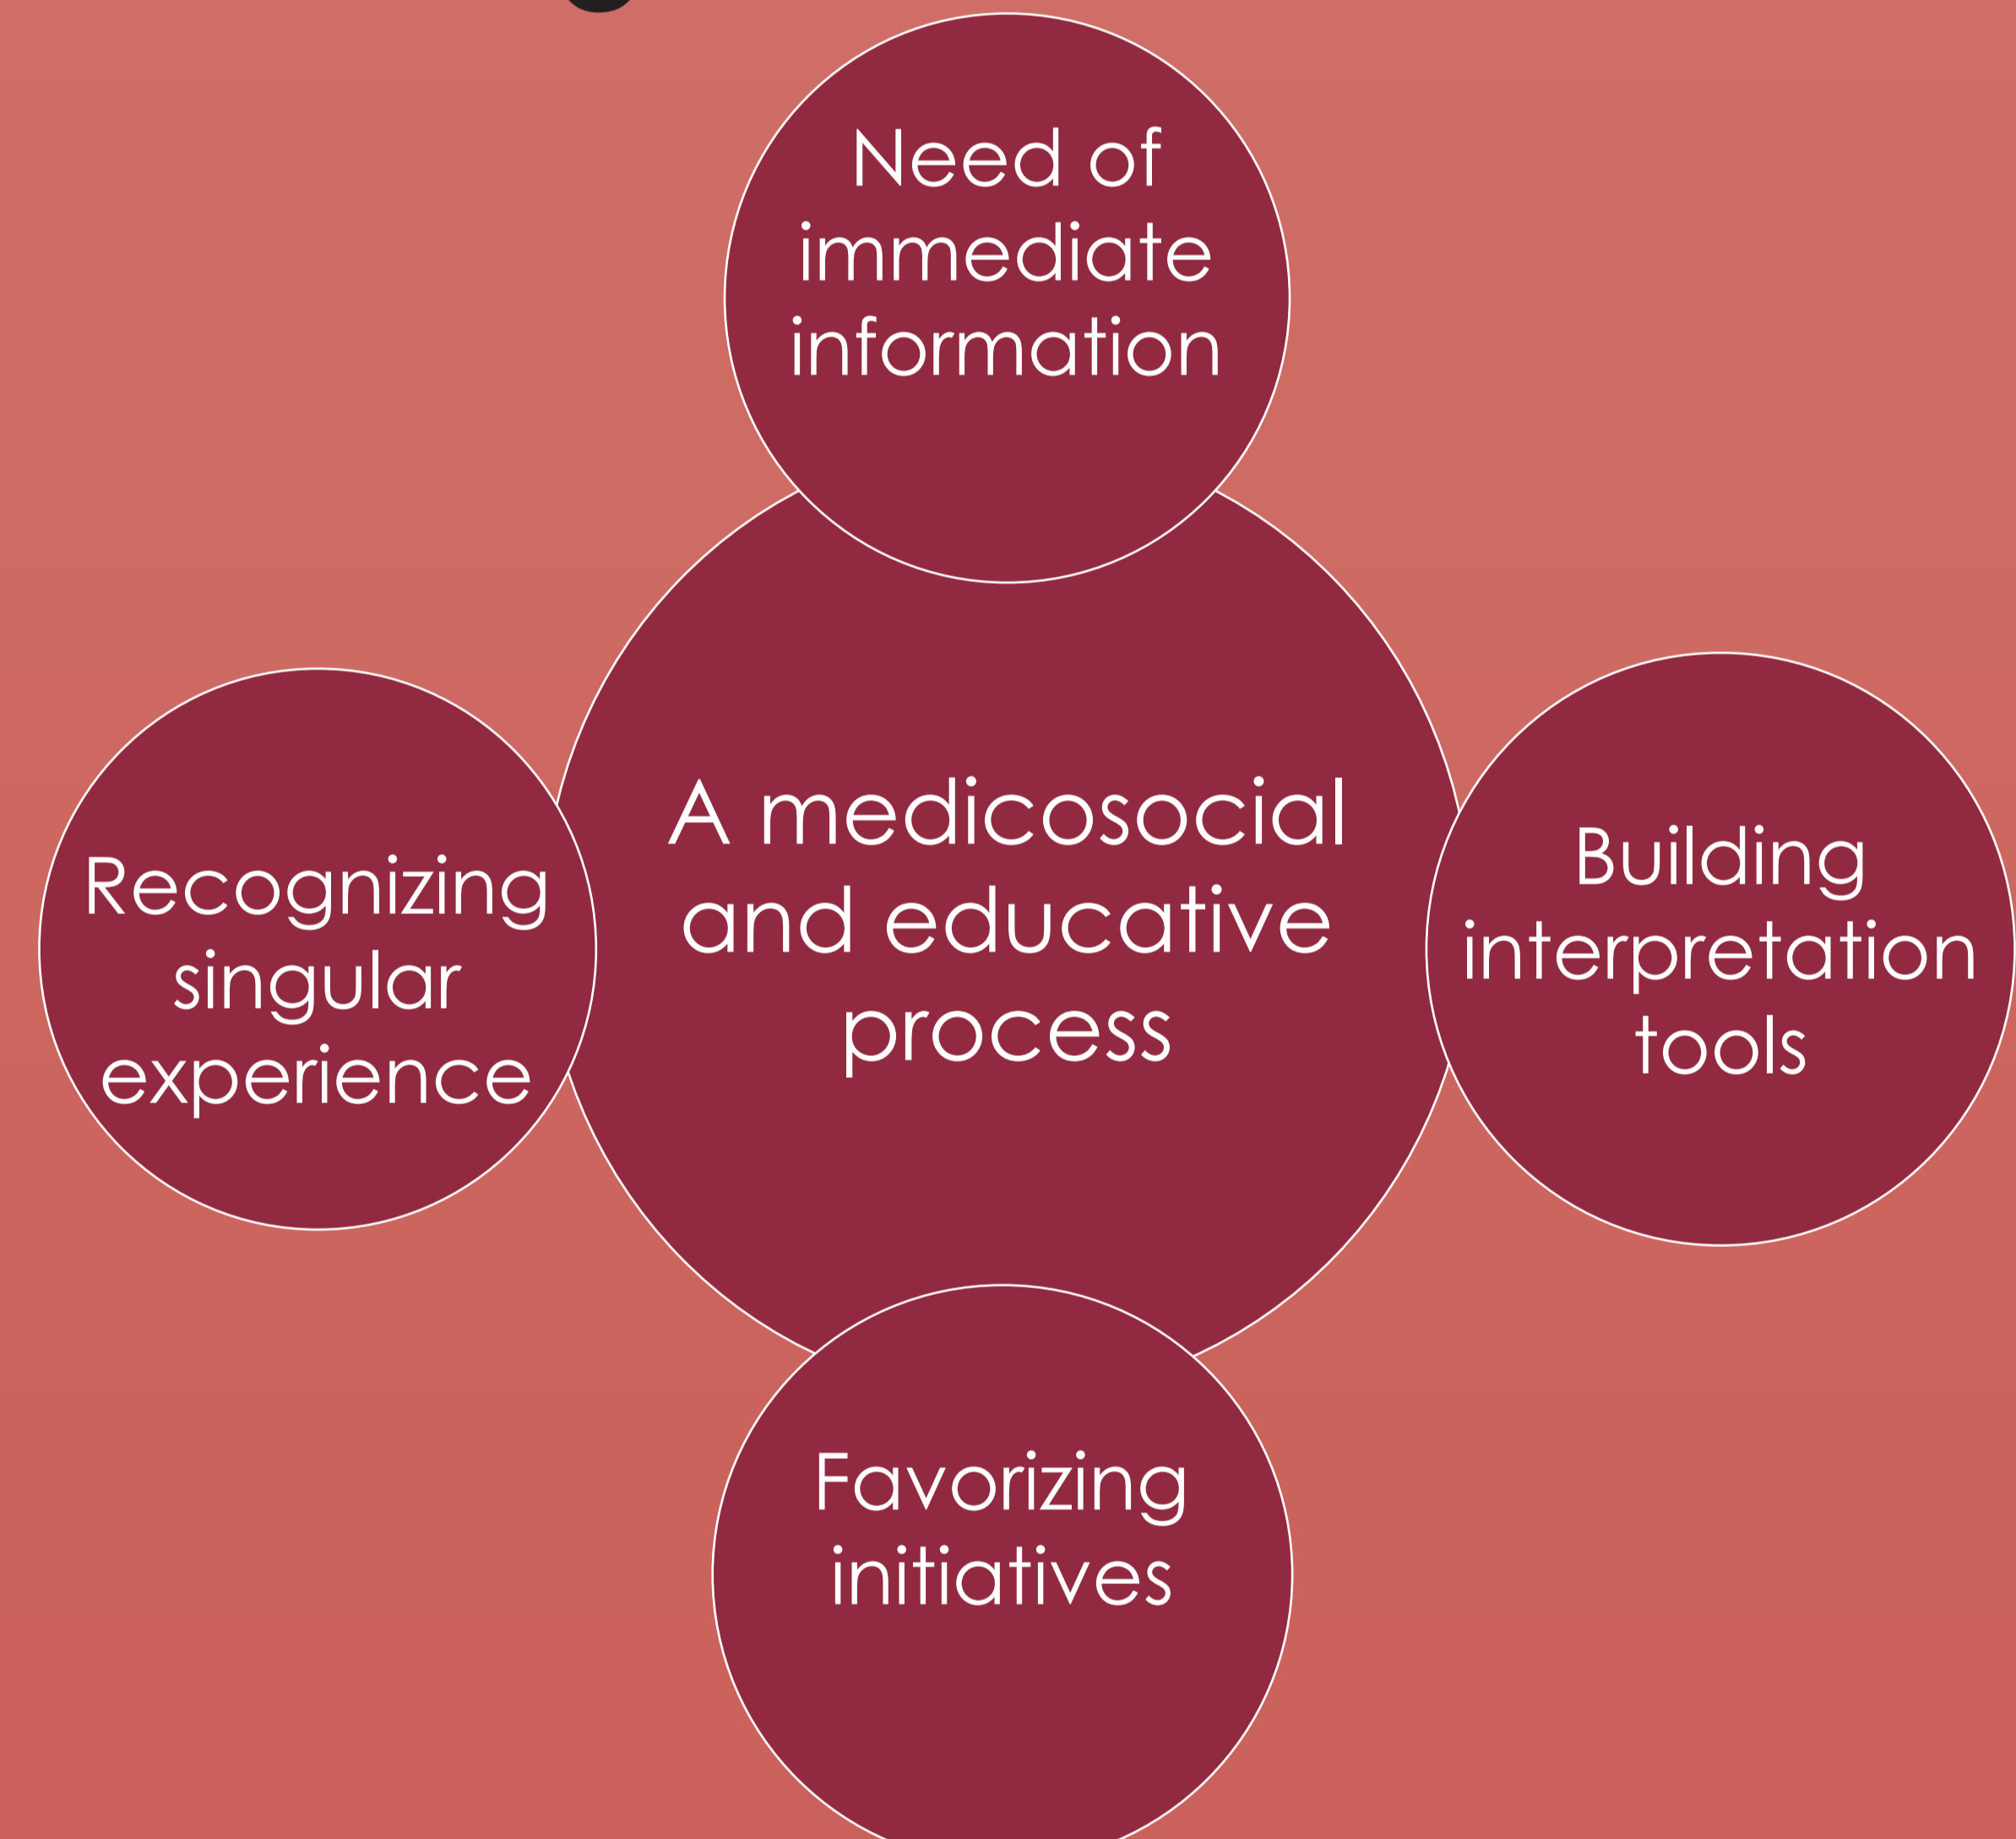 Need of
immediate
information
Recognizing
singular
experience
A medicosocial
and educative
process
Building
interpretation
tools
Favorizing
initiatives